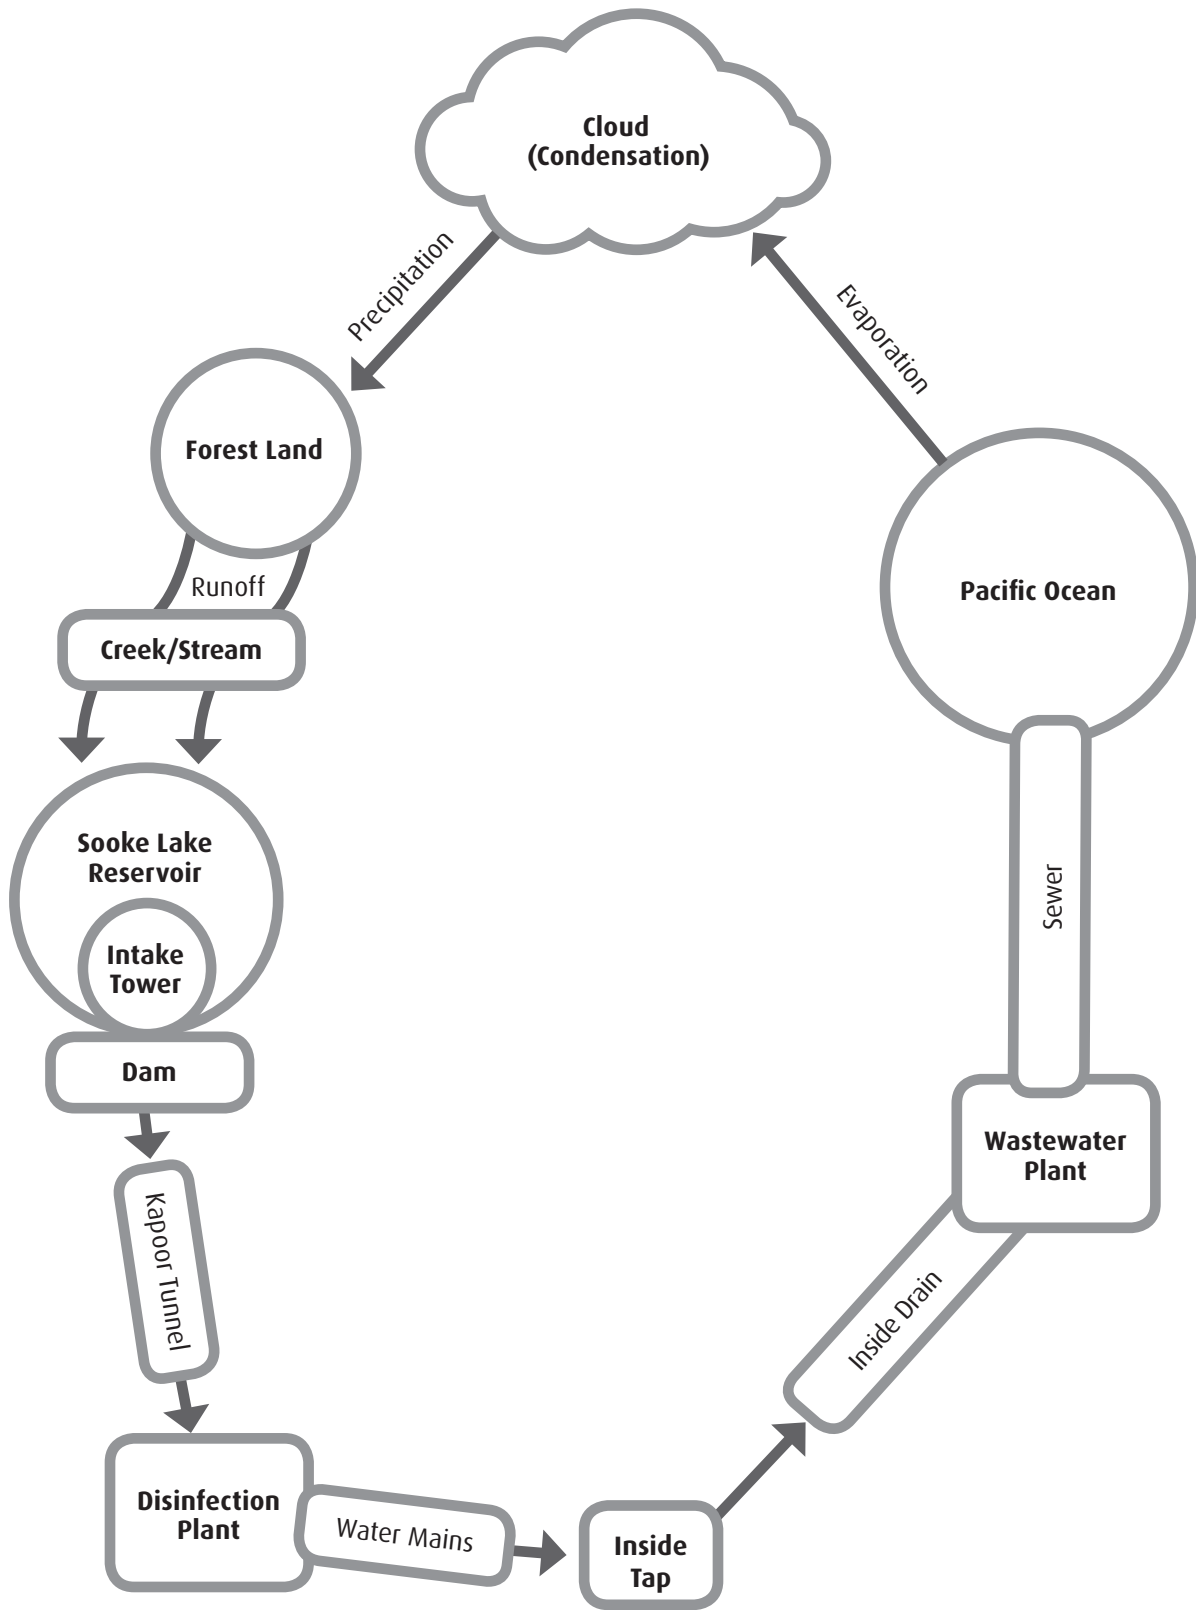 Cloud
(Condensation)
Precipitation
Evaporation
Forest Land
Runoff
Creek/Stream
Pacific Ocean
Sooke Lake
Reservoir
Intake
Tower
Dam
Sewer
Kapoor Tunnel
Wastewater
Plant
Inside Drain
Disinfection
Plant
Water Mains
Inside
Tap